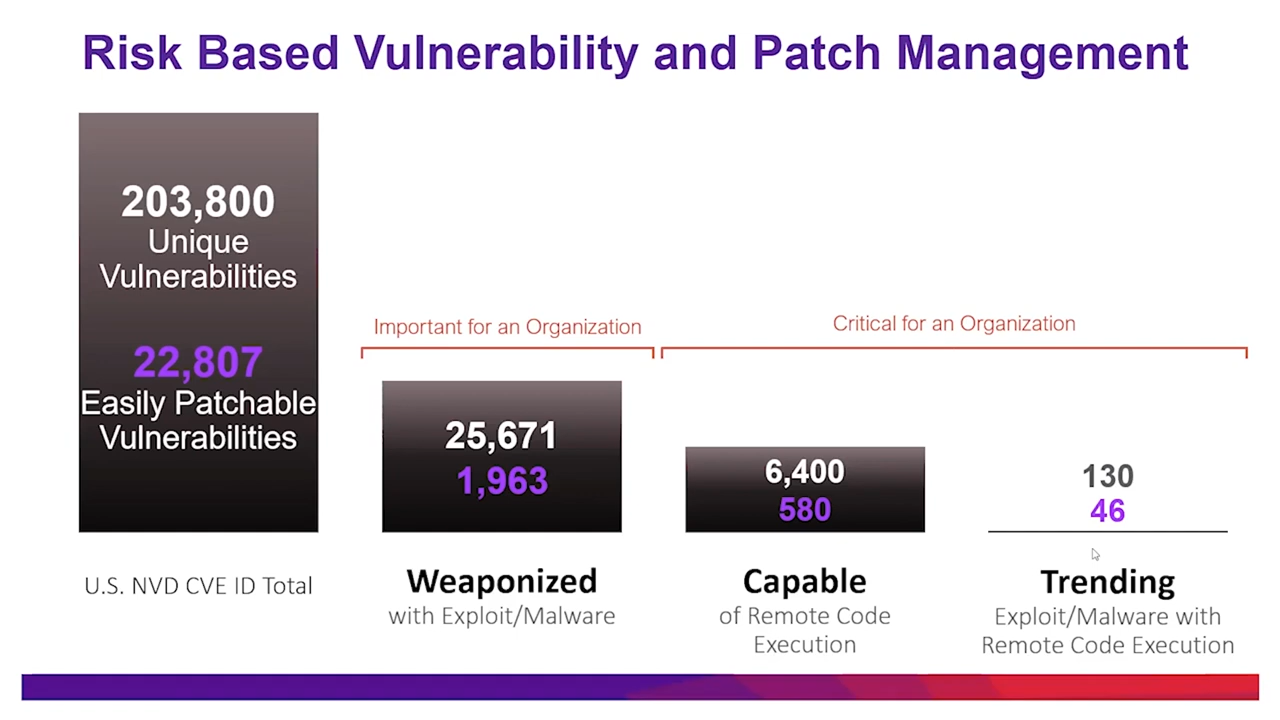 Risk Based Vulnerability and Patch Management
203,800
Unique
Vulnerabilities
22,807
Easily Patchable
Vulnerabilities
U.S. NVD CVE ID Total
Important for an Organization
25,671
1,963
Weaponized
with Exploit/Malware
Critical for an Organization
6,400
580
Capable
of Remote Code
Execution
130
46
Trending
Exploit/Malware with
Remote Code Execution